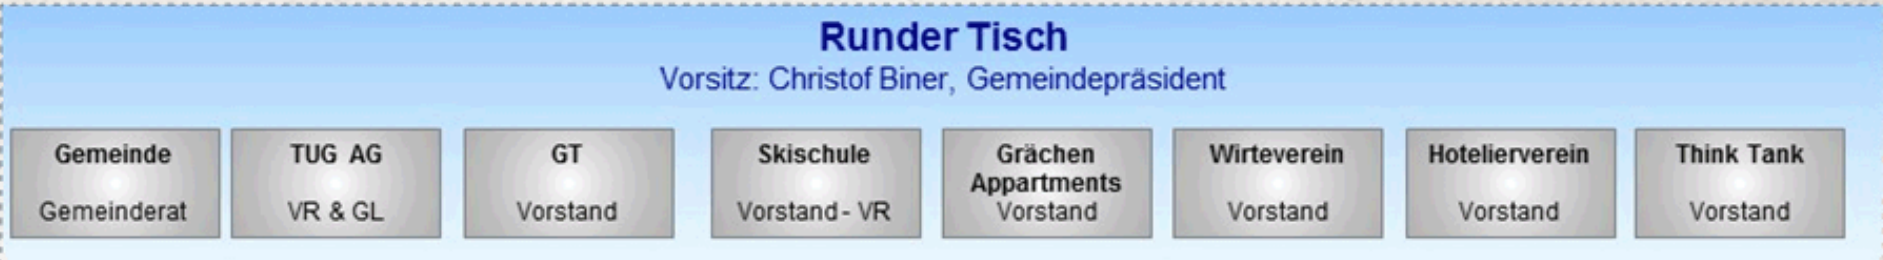 Runder Tisch
Vorsitz: Christof Biner, Gemeindepräsident
Gemeinde
Gemeinderat
TUG AG
VR & GL
GT
Vorstand
Skischule
Vorstand - VR
Grächen
Appartments
Vorstand
Wirteverein
Vorstand
Hotelierverein
Vorstand
Think Tank
Vorstand